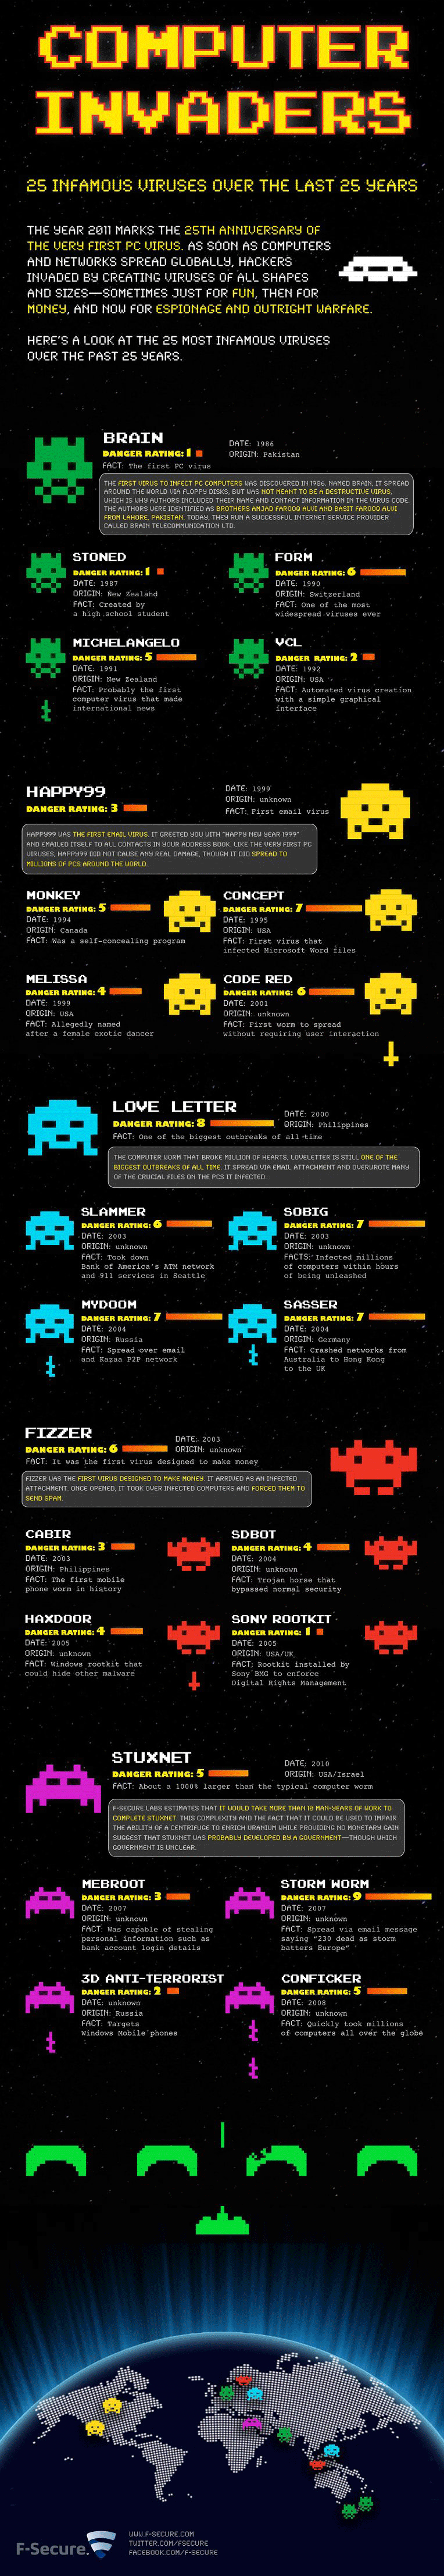 COMPUTER
INVADERS
25 INFAMOUS VIRUSES OVER THE LAST 25 YEARS
THE YEAR 2011 MARKS THE 25TH ANNIVERSARY OF
THE VERY FIRST PC VIRUS. AS SOON AS COMPUTERS
AND NETWORKS SPREAD GLOBALLY, HACKERS
INVADED BY CREATING VIRUSES OF ALL SHAPES
AND SIZES—SOMETIMES JUST FOR FUN, THEN FOR
MONEY, AND NOW FOR ESPIONAGE AND OUTRIGHT WARFARE.
HERE'S A LOOK AT THE 25 MOST INFAMOUS VIRUSES
OVER THE PAST 25 YEARS.
BRAIN
DANGER RATING: 1
FACT: The first PC virus
DATE: 1986
ORIGIN: Pakistan
THE FIRST VIRUS TO INFECT PC COMPUTERS WAS DISCOVERED IN 1986. NAMED BRAIN, IT SPREAD
AROUND THE WORLD VIA FLOPPY DISKS, BUT WAS NOT MEANT TO BE A DESTRUCTIVE VIRUS,
WHICH IS WHY AUTHORS INCLUDED THEIR NAME AND CONTACT INFORMATION IN THE VIRUS CODE.
THE AUTHORS WERE IDENTIFIED AS BROTHERS AMJAD FAROOQ ALVI AND BASIT FAROOQ ALVI
FROM LAHORE, PAKISTAN. TODAY, THEY RUN A SUCCESSFUL INTERNET SERVICE PROVIDER
CALLED BRAIN TELECOMMUNICATION LTD.
STONED
DANGER RATING: 1
DATE: 1987
ORIGIN: New Zealand
FACT: Created by
a high school student
FORM
DANGER RATING: 6
DATE: 1990
ORIGIN: Switzerland
FACT: One of the most
widespread viruses ever
MICHELANGELO
DANGER RATING: 5
DATE: 1991
ORIGIN: New Zealand
FACT: Probably the first
computer virus that made
international news
VCL
DANGER RATING: 2
DATE: 1992
ORIGIN: USA
FACT: Automated virus creation
with a simple graphical
interface
HAPPY99
DANGER RATING: 3
DATE: 1999
ORIGIN: unknown
FACT: First email virus
HAPPY99 WAS THE FIRST EMAIL VIRUS. IT GREETED YOU WITH "HAPPY NEW YEAR 1999"
AND EMAILED ITSELF TO ALL CONTACTS IN YOUR ADDRESS BOOK. LIKE THE VERY FIRST PC
VIRUSES, HAPPY99 DID NOT CAUSE ANY REAL DAMAGE, THOUGH IT DID SPREAD TO
MILLIONS OF PCS AROUND THE WORLD.
MONKEY
DANGER RATING: 5
DATE: 1994
ORIGIN: Canada
FACT: Was a self-concealing program
CONCEPT
DANGER RATING: 7
DATE: 1995
ORIGIN: USA
FACT: First virus that
infected Microsoft Word files
MELISSA
DANGER RATING: 4
DATE: 1999
ORIGIN: USA
FACT: Allegedly named
after a female exotic dancer
CODE RED
DANGER RATING: 6
DATE: 2001
ORIGIN: unknown
FACT: First worm to spread
without requiring user interaction
LOVE LETTER
DANGER RATING: 8
FACT: One of the biggest outbreaks of all time
DATE: 2000
ORIGIN: Philippines
THE COMPUTER WORM THAT BROKE MILLION OF HEARTS, LOVELETTER IS STILL ONE OF THE
BIGGEST OUTBREAKS OF ALL TIME. IT SPREAD VIA EMAIL ATTACHMENT AND OVERWROTE MANY
OF THE CRUCIAL FILES ON THE PCS IT INFECTED.
SLAMMER
DANGER RATING: 6
DATE: 2003
ORIGIN: unknown
FACT: Took down
Bank of America's ATM network
and 911 services in Seattle
SOBIG
DANGER RATING: 7
DATE: 2003
ORIGIN: unknown
FACTS: Infected millions
of computers within hours
of being unleashed
MYDOOM
DANGER RATING: 7
DATE: 2004
ORIGIN: Russia
FACT: Spread over email
and Kazaa P2P network
SASSER
DANGER RATING: 7
DATE: 2004
ORIGIN: Germany
FACT: Crashed networks from
Australia to Hong Kong
to the UK
FIZZER
DANGER RATING: 6
FACT: It was the first virus designed to make money
DATE: 2003
ORIGIN: unknown
FIZZER WAS THE FIRST VIRUS DESIGNED TO MAKE MONEY. IT ARRIVED AS AN INFECTED
ATTACHMENT. ONCE OPENED, IT TOOK OVER INFECTED COMPUTERS AND FORCED THEM TO
SEND SPAM.
CABIR
DANGER RATING: 3
DATE: 2003
ORIGIN: Philippines
FACT: The first mobile
phone worm in history
SDBOT
DANGER RATING: 4
DATE: 2004
ORIGIN: unknown
FACT: Trojan horse that
bypassed normal security
HAXDOOR
DANGER RATING: 4
DATE: 2005
ORIGIN: unknown
FACT: Windows rootkit that
could hide other malware
SONY ROOTKIT
DANGER RATING: 1
DATE: 2005
ORIGIN: USA/UK
FACT: Rootkit installed by
Sony BMG to enforce
Digital Rights Management
STUXNET
DANGER RATING: 5
FACT: About a 1000% larger than the typical computer worm
DATE: 2010
ORIGIN: USA/Israel
F-SECURE LABS ESTIMATES THAT IT WOULD TAKE MORE THAN 10 MAN-YEARS OF WORK TO
COMPLETE STUXNET. THIS COMPLEXITY AND THE FACT THAT IT COULD BE USED TO IMPAIR
THE ABILITY OF A CENTRIFUGE TO ENRICH URANIUM WHILE PROVIDING NO MONETARY GAIN
SUGGEST THAT STUXNET WAS PROBABLY DEVELOPED BY A GOVERNMENT—THOUGH WHICH
GOVERNMENT IS UNCLEAR.
MEBROOT
DANGER RATING: 3
DATE: 2007
ORIGIN: unknown
FACT: Was capable of stealing
personal information such as
bank account login details
STORM WORM
DANGER RATING: 9
DATE: 2007
ORIGIN: unknown
FACT: Spread via email message
saying "230 dead as storm
batters Europe"
3D ANTI-TERRORIST
DANGER RATING: 2
DATE: unknown
ORIGIN: Russia
FACT: Targets
Windows Mobile phones
CONFICKER
DANGER RATING: 5
DATE: 2008
ORIGIN: unknown
FACT: Quickly took millions
of computers all over the globe
F-Secure.
WWW.F-SECURE.COM
TWITTER.COM/FSECURE
FACEBOOK.COM/F-SECURE